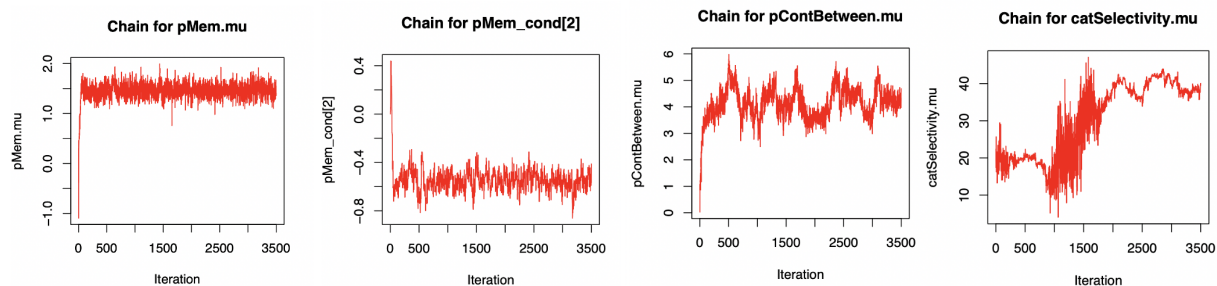 Chain for pMem.mu
pMem.mu
2.0
1.0
0.0
−1.0
0 500 1500 2500 3500
Iteration
Chain for pMem_cond[2]
pMem_cond[2]
0.4
0.0
−0.4
−0.8
0 500 1500 2500 3500
Iteration
Chain for pContBetween.mu
pContBetween.mu
6
5
4
3
2
1
0
0 500 1500 2500 3500
Iteration
Chain for catSelectivity.mu
catSelectivity.mu
40
30
20
10
0 500 1500 2500 3500
Iteration